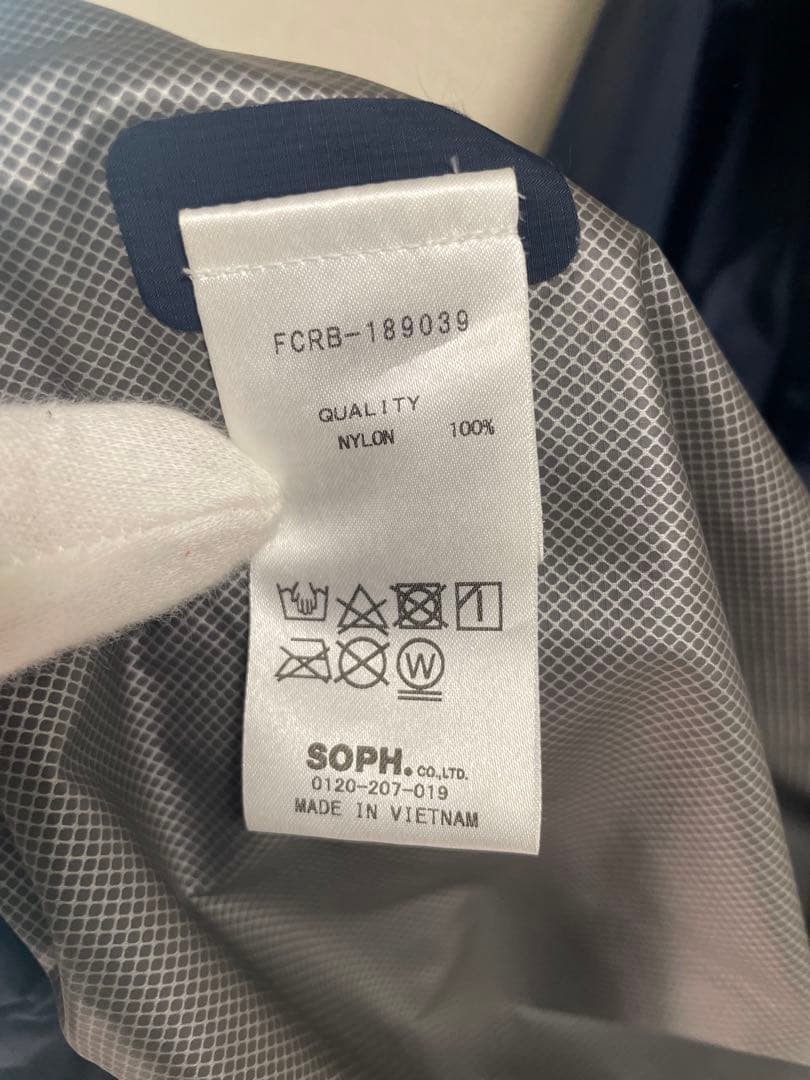 FCRB-189039
QUALITY
NYLON 100%
W
SOPH. CO.,LTD.
0120-207-019
MADE IN VIETNAM